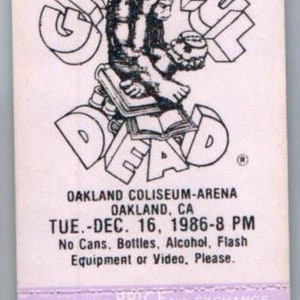 DEAD
®
OAKLAND COLISEUM-ARENA
OAKLAND, CA
TUE.-DEC. 16, 1986-8 PM
No Cans, Bottles, Alcohol, Flash
Equipment or Video, Please.
PRICE